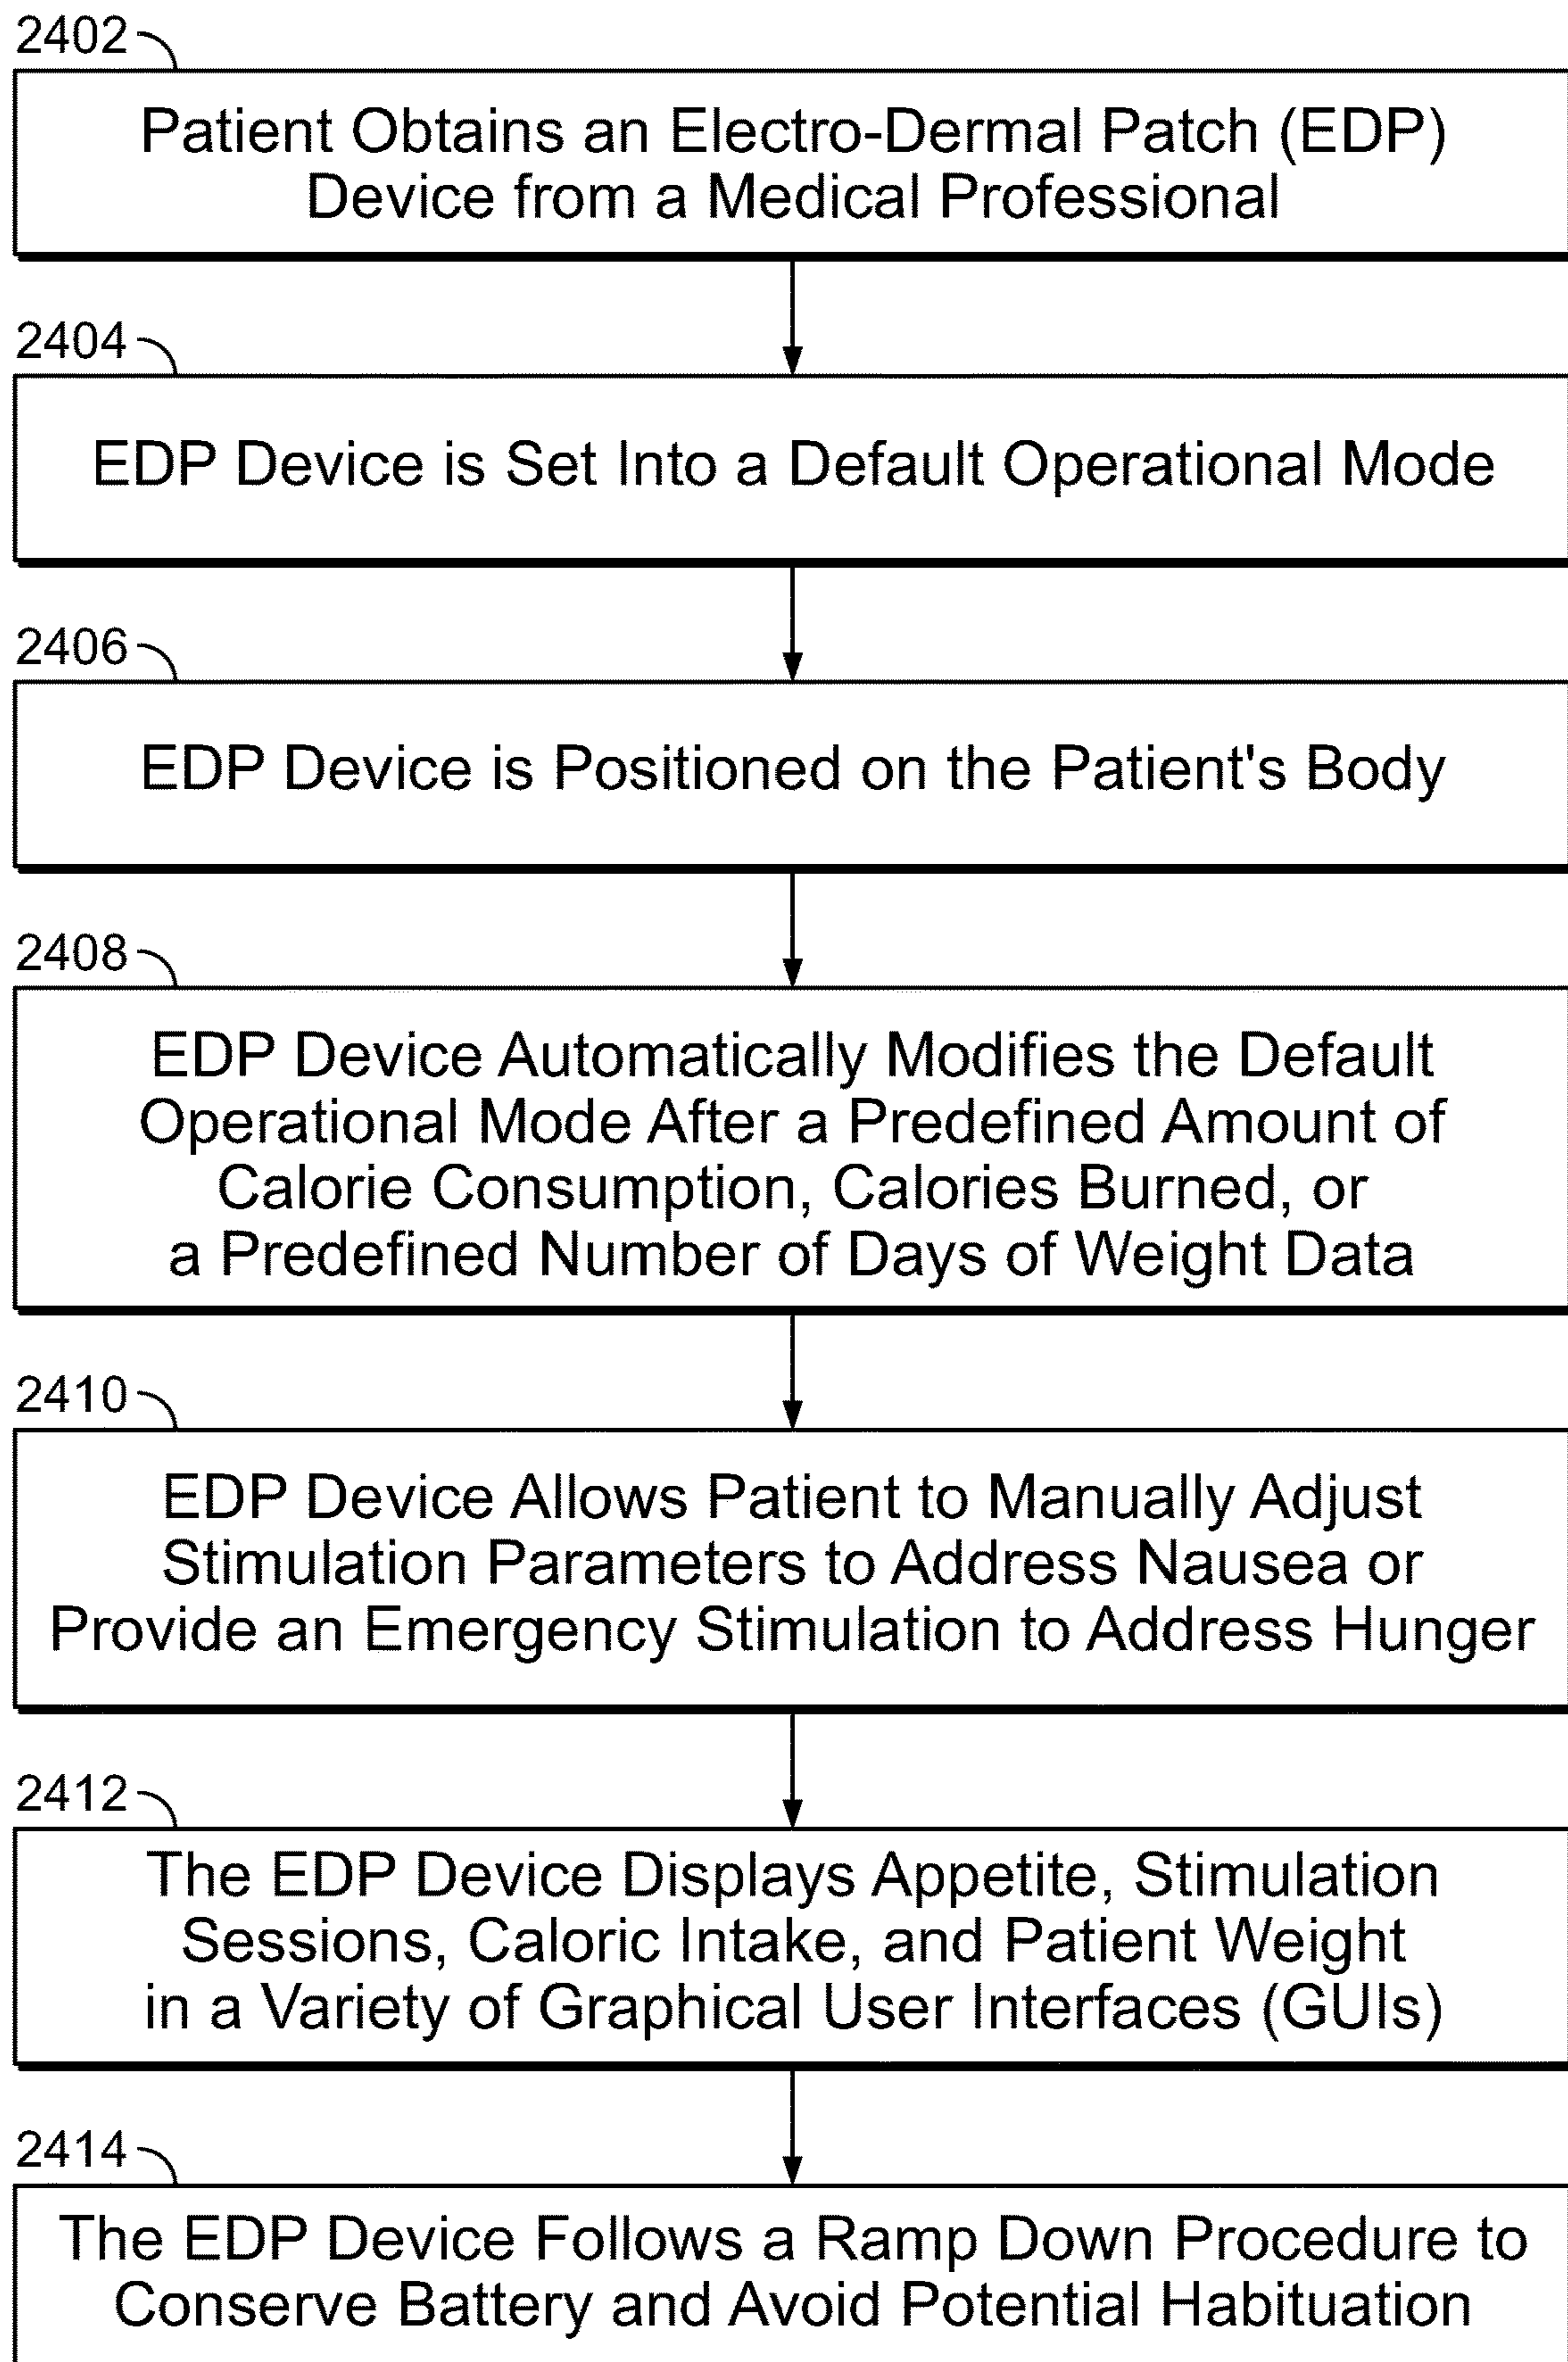 2402
Patient Obtains an Electro-Dermal Patch (EDP)
Device from a Medical Professional
2404
EDP Device is Set Into a Default Operational Mode
2406
EDP Device is Positioned on the Patient's Body
2408
EDP Device Automatically Modifies the Default
Operational Mode After a Predefined Amount of
Calorie Consumption, Calories Burned, or
a Predefined Number of Days of Weight Data
2410
EDP Device Allows Patient to Manually Adjust
Stimulation Parameters to Address Nausea or
Provide an Emergency Stimulation to Address Hunger
2412
The EDP Device Displays Appetite, Stimulation
Sessions, Caloric Intake, and Patient Weight
in a Variety of Graphical User Interfaces (GUIs)
2414
The EDP Device Follows a Ramp Down Procedure to
Conserve Battery and Avoid Potential Habituation